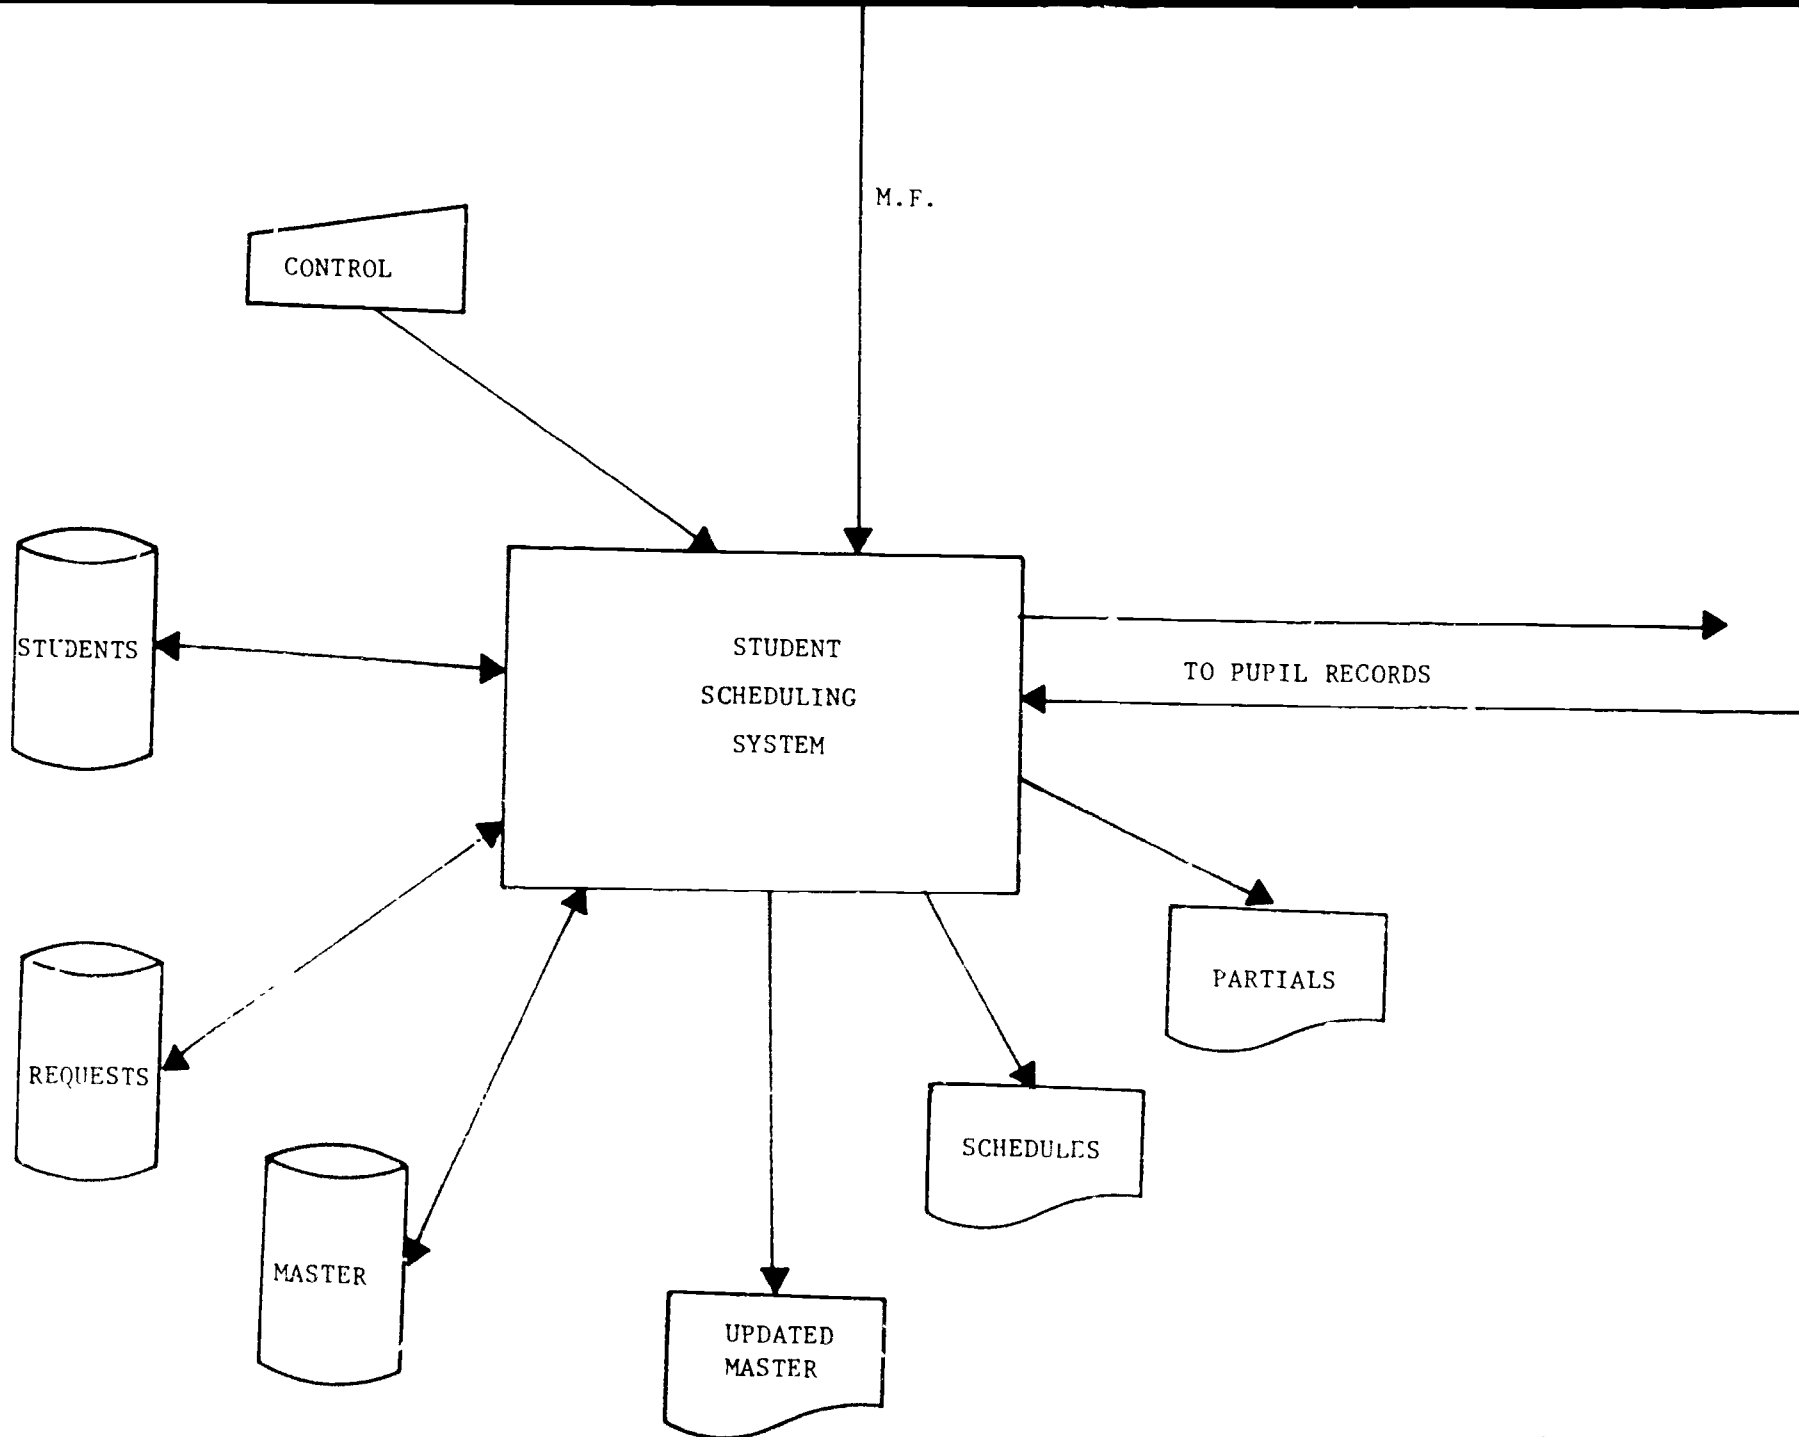 M.F.
CONTROL
STUDENTS
STUDENT
SCHEDULING
SYSTEM
TO PUPIL RECORDS
REQUESTS
PARTIALS
SCHEDULES
MASTER
UPDATED
MASTER